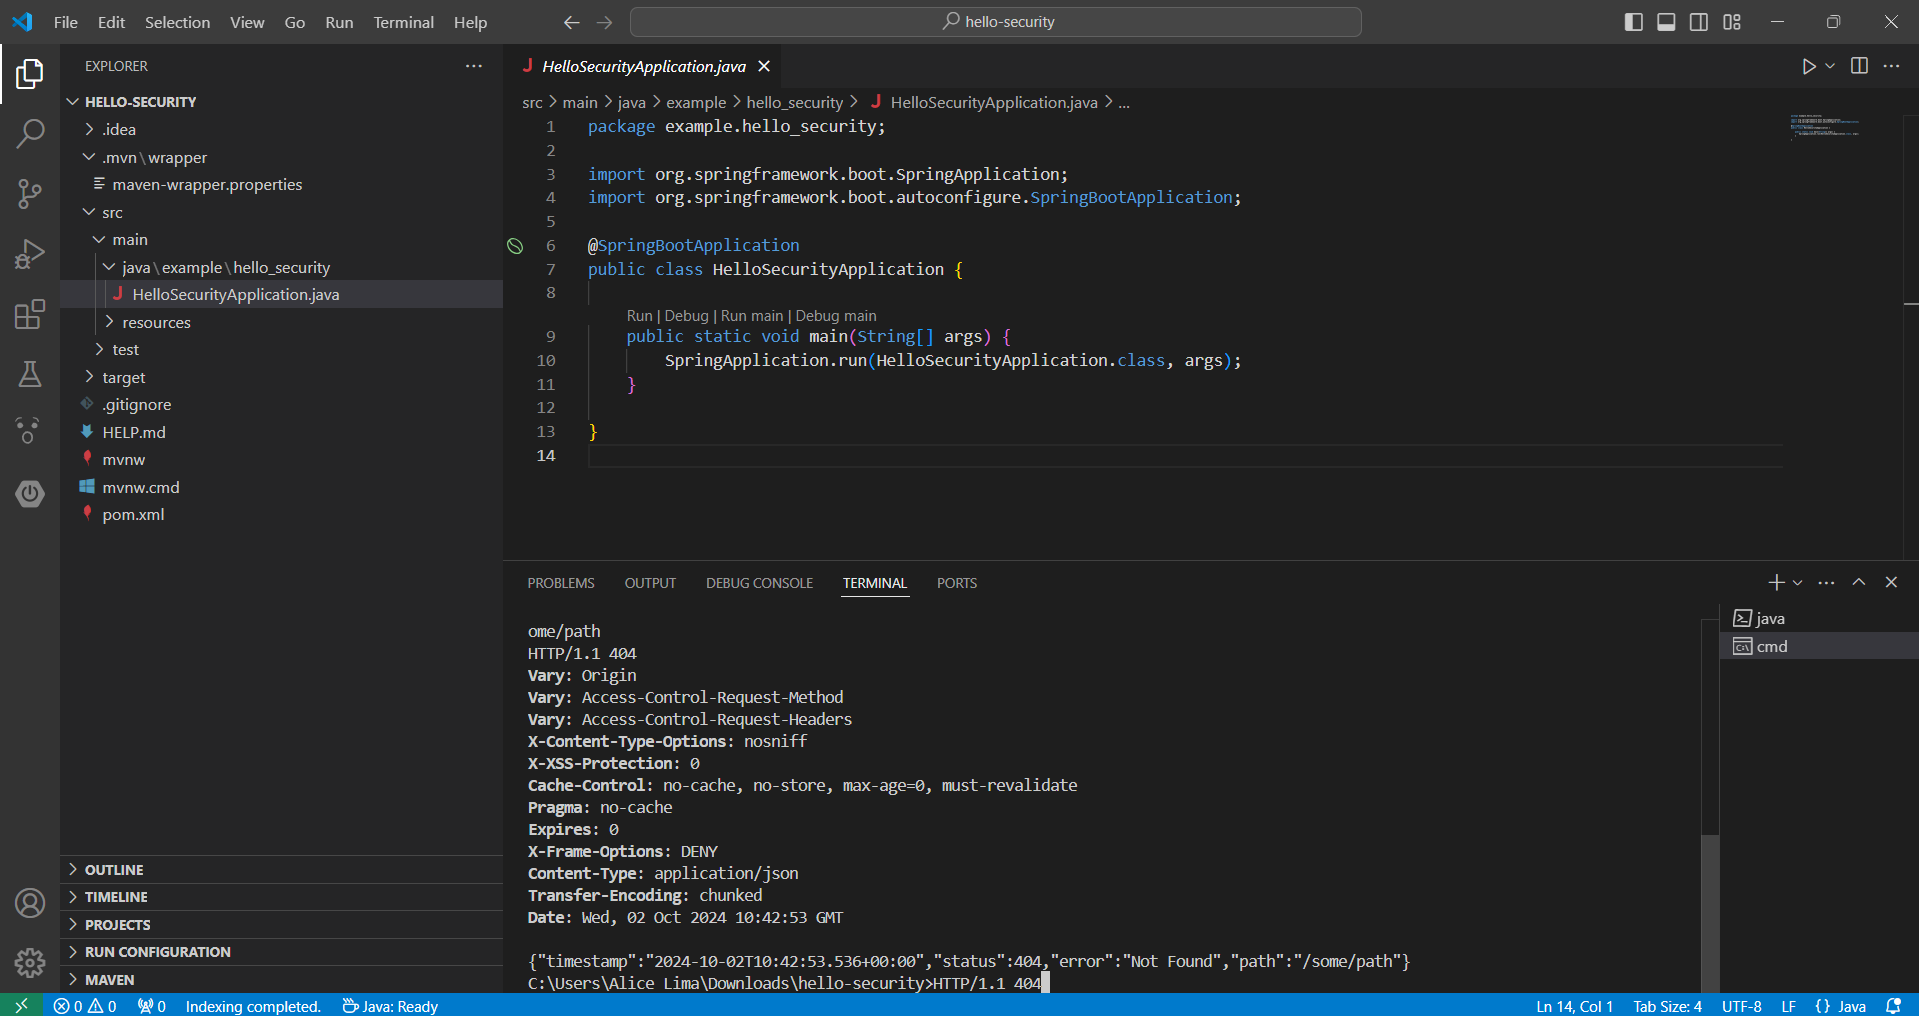 File Edit Selection View Go Run Terminal Help
hello-security
EXPLORER
HELLO-SECURITY
.idea
.mvn\wrapper
maven-wrapper.properties
src
main
java\example\hello_security
HelloSecurityApplication.java
resources
test
target
.gitignore
HELP.md
mvnw
mvnw.cmd
pom.xml
OUTLINE
TIMELINE
PROJECTS
RUN CONFIGURATION
MAVEN
HelloSecurityApplication.java
src > main > java > example > hello_security > HelloSecurityApplication.java > ...
1 package example.hello_security;
2
3 import org.springframework.boot.SpringApplication;
4 import org.springframework.boot.autoconfigure.SpringBootApplication;
5
6 @SpringBootApplication
7 public class HelloSecurityApplication {
8
Run | Debug | Run main | Debug main
9 public static void main(String[] args) {
10 SpringApplication.run(HelloSecurityApplication.class, args);
11 }
12
13 }
14
PROBLEMS OUTPUT DEBUG CONSOLE TERMINAL PORTS
ome/path
HTTP/1.1 404
Vary: Origin
Vary: Access-Control-Request-Method
Vary: Access-Control-Request-Headers
X-Content-Type-Options: nosniff
X-XSS-Protection: 0
Cache-Control: no-cache, no-store, max-age=0, must-revalidate
Pragma: no-cache
Expires: 0
X-Frame-Options: DENY
Content-Type: application/json
Transfer-Encoding: chunked
Date: Wed, 02 Oct 2024 10:42:53 GMT
{"timestamp":"2024-10-02T10:42:53.536+00:00","status":404,"error":"Not Found","path":"/some/path"}
C:\Users\Alice Lima\Downloads\hello-security>HTTP/1.1 404
java
cmd
0 0 0 Indexing completed. Java: Ready
Ln 14, Col 1 Tab Size: 4 UTF-8 LF {} Java